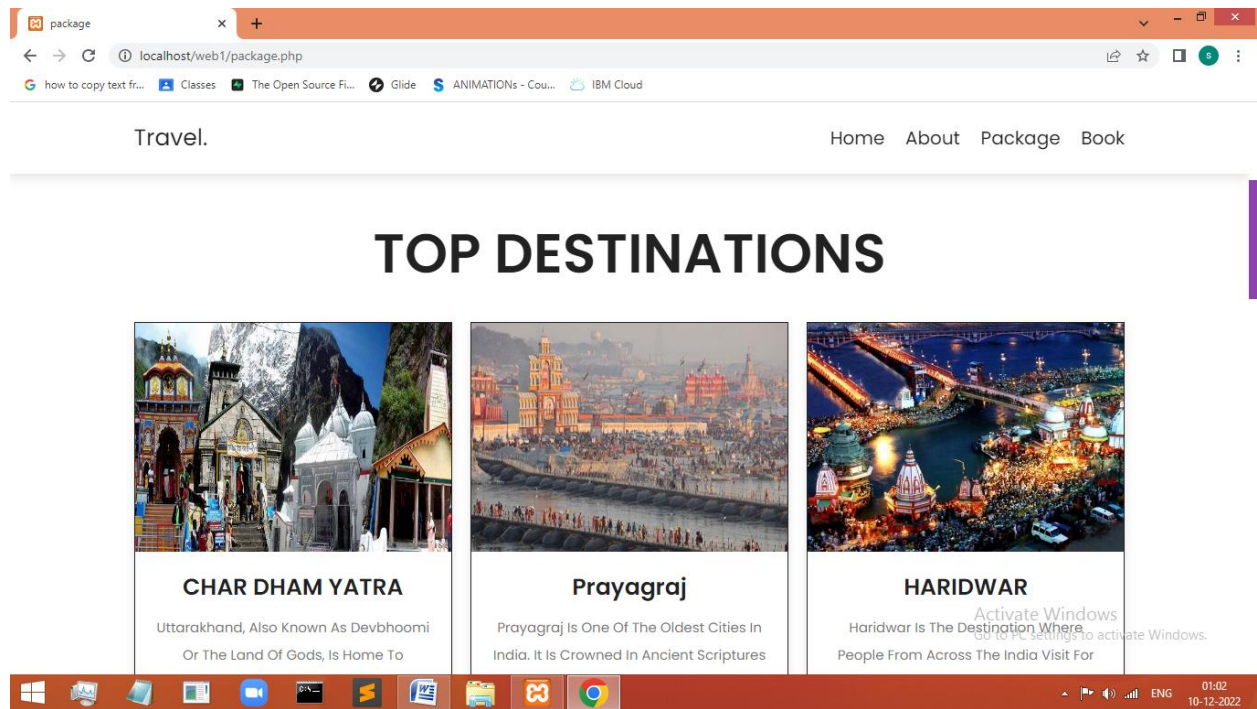 package
localhost/web1/package.php
how to copy text fr... Classes The Open Source Fi... Glide ANIMATIONs - Cou... IBM Cloud
Travel.
Home About Package Book
TOP DESTINATIONS
CHAR DHAM YATRA
Uttarakhand, Also Known As Devbhoomi
Or The Land Of Gods, Is Home To
Prayagraj
Prayagraj Is One Of The Oldest Cities In
India. It Is Crowned In Ancient Scriptures
HARIDWAR
Haridwar Is The Destination Where
People From Across The India Visit For
Activate Windows
Go to PC settings to activate Windows.
ENG
01:02
10-12-2022